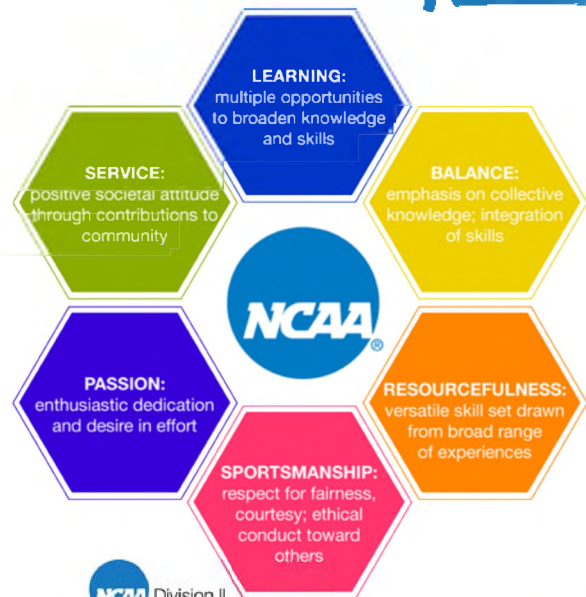 LEARNING:
multiple opportunities
to broaden knowledge
and skills
SERVICE:
positive societal attitude
through contributions to
community
BALANCE:
emphasis on collective
knowledge; integration
of skills
NCAA®
PASSION:
enthusiastic dedication
and desire in effort
RESOURCEFULNESS:
versatile skill set drawn
from broad range
of experiences
SPORTSMANSHIP:
respect for fairness,
courtesy; ethical
conduct toward
others
NCAA Division II